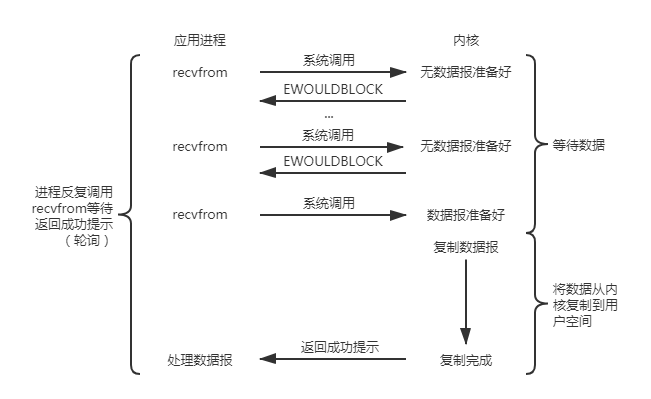 应用进程
内核
系统调用
recvfrom
无数据报准备好
EWOULDBLOCK
...
系统调用
recvfrom
无数据报准备好
等待数据
EWOULDBLOCK
进程反复调用
recvfrom等待
返回成功提示
（轮询）
系统调用
recvfrom
数据报准备好
复制数据报
将数据从内
核复制到用
户空间
返回成功提示
处理数据报
复制完成